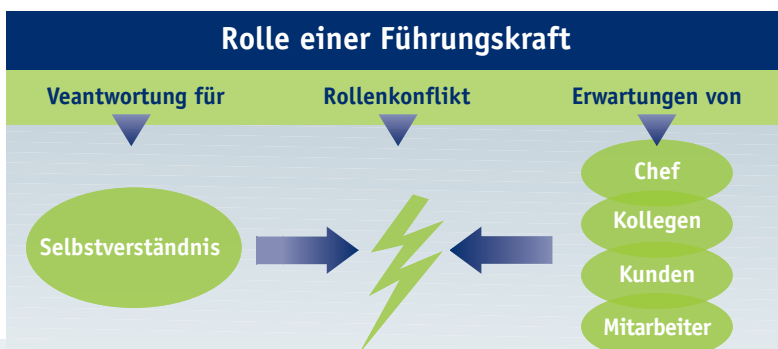 Rolle einer Führungskraft
Veantwortung für
Rollenkonflikt
Erwartungen von
Selbstverständnis
Chef
Kollegen
Kunden
Mitarbeiter